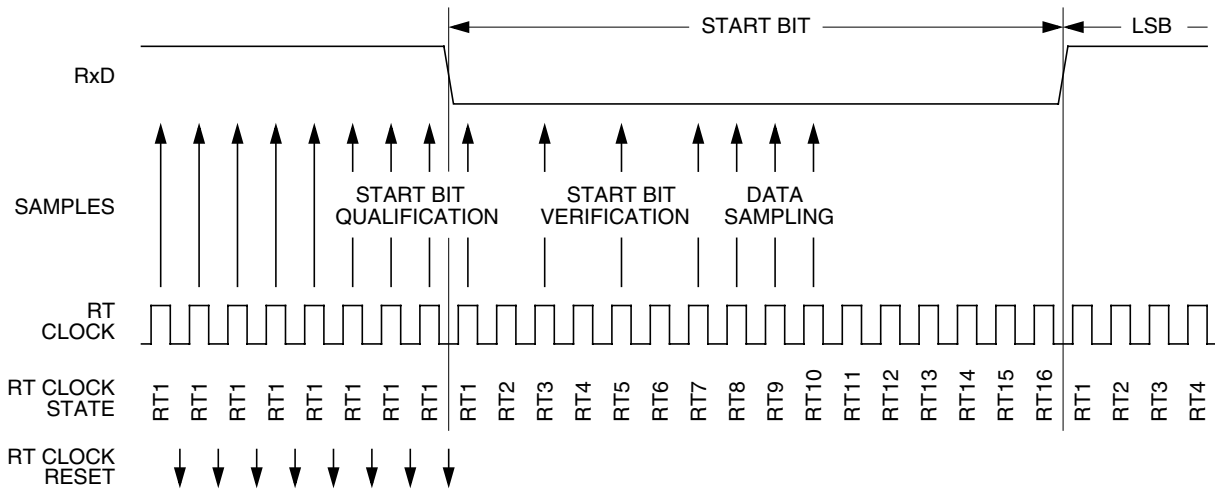 START BIT
LSB
RxD
SAMPLES
START BIT
QUALIFICATION
START BIT
VERIFICATION
DATA
SAMPLING
RT
CLOCK
RT CLOCK
STATE
RT1 RT1 RT1 RT1 RT1 RT1 RT1 RT1 RT1 RT2 RT3 RT4 RT5 RT6 RT7 RT8 RT9 RT10 RT11 RT12 RT13 RT14 RT15 RT16 RT1 RT2 RT3 RT4
RT CLOCK
RESET